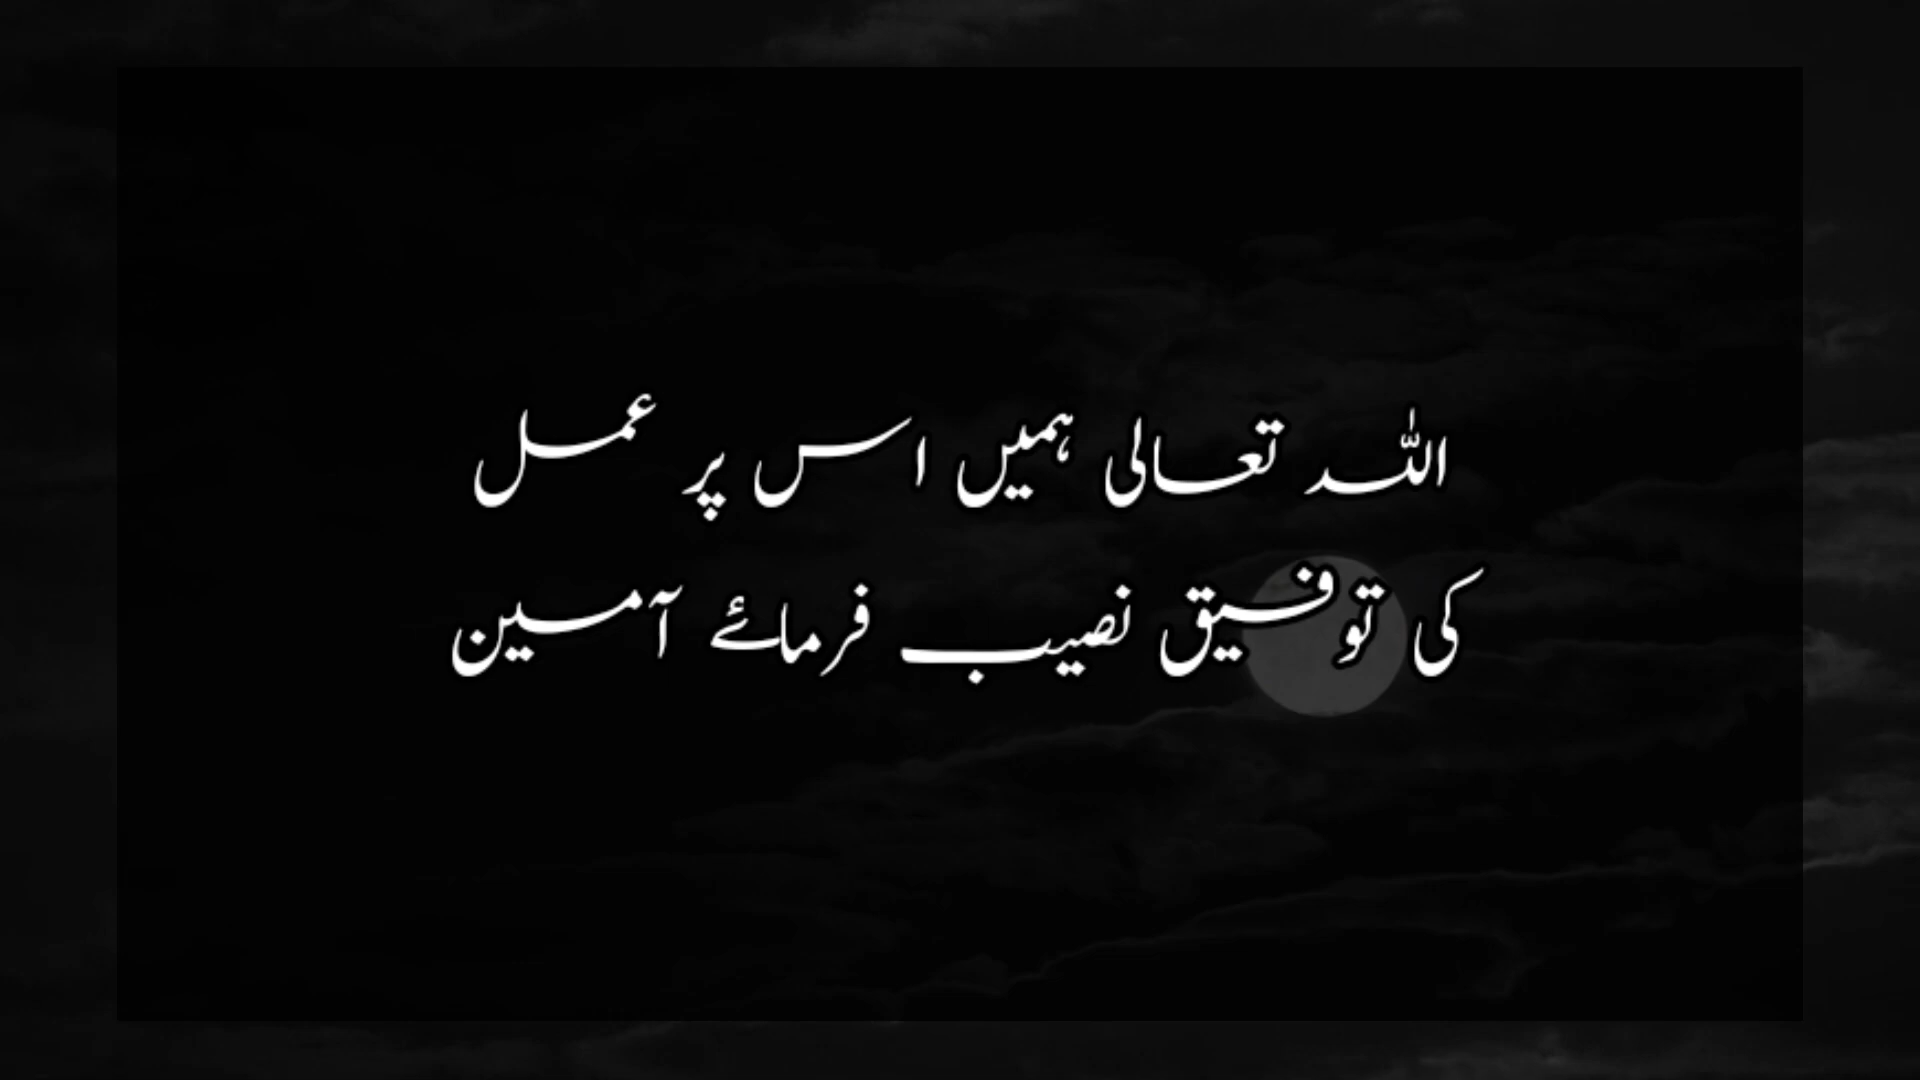 اللہ تعالی ہمیں اس پر عمل
کی توفیق نصیب فرمائے آمین